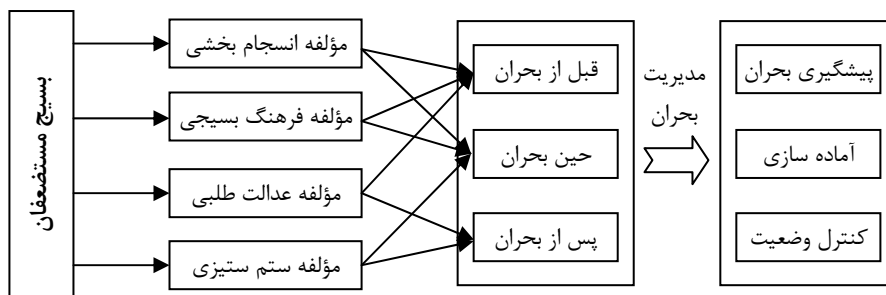 بسیج مستضعفان
مؤلفه انسجام بخشی
مؤلفه فرهنگ بسیجی
مؤلفه عدالت طلبی
مؤلفه ستم ستیزی
قبل از بحران
حین بحران
پس از بحران
مدیریت
بحران
پیشگیری بحران
آماده سازی
کنترل وضعیت